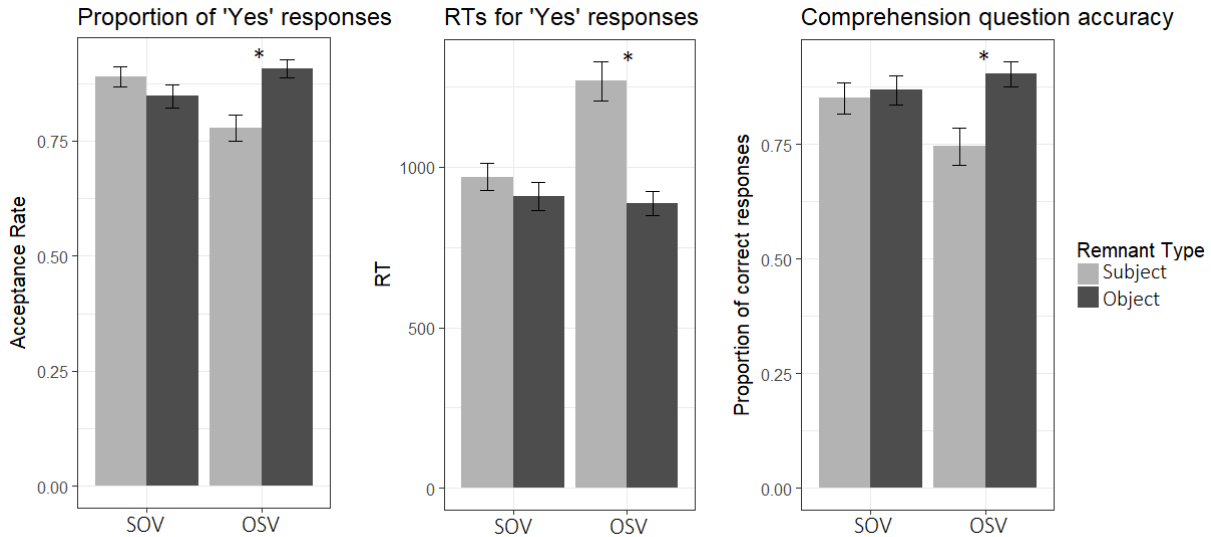 Proportion of 'Yes' responses
Acceptance Rate
0.75
0.50
0.25
0.00
*
SOV
OSV
RTs for 'Yes' responses
RT
1000
500
0
*
SOV
OSV
Comprehension question accuracy
Proportion of correct responses
0.75
0.50
0.25
0.00
*
SOV
OSV
Remnant Type
Subject
Object